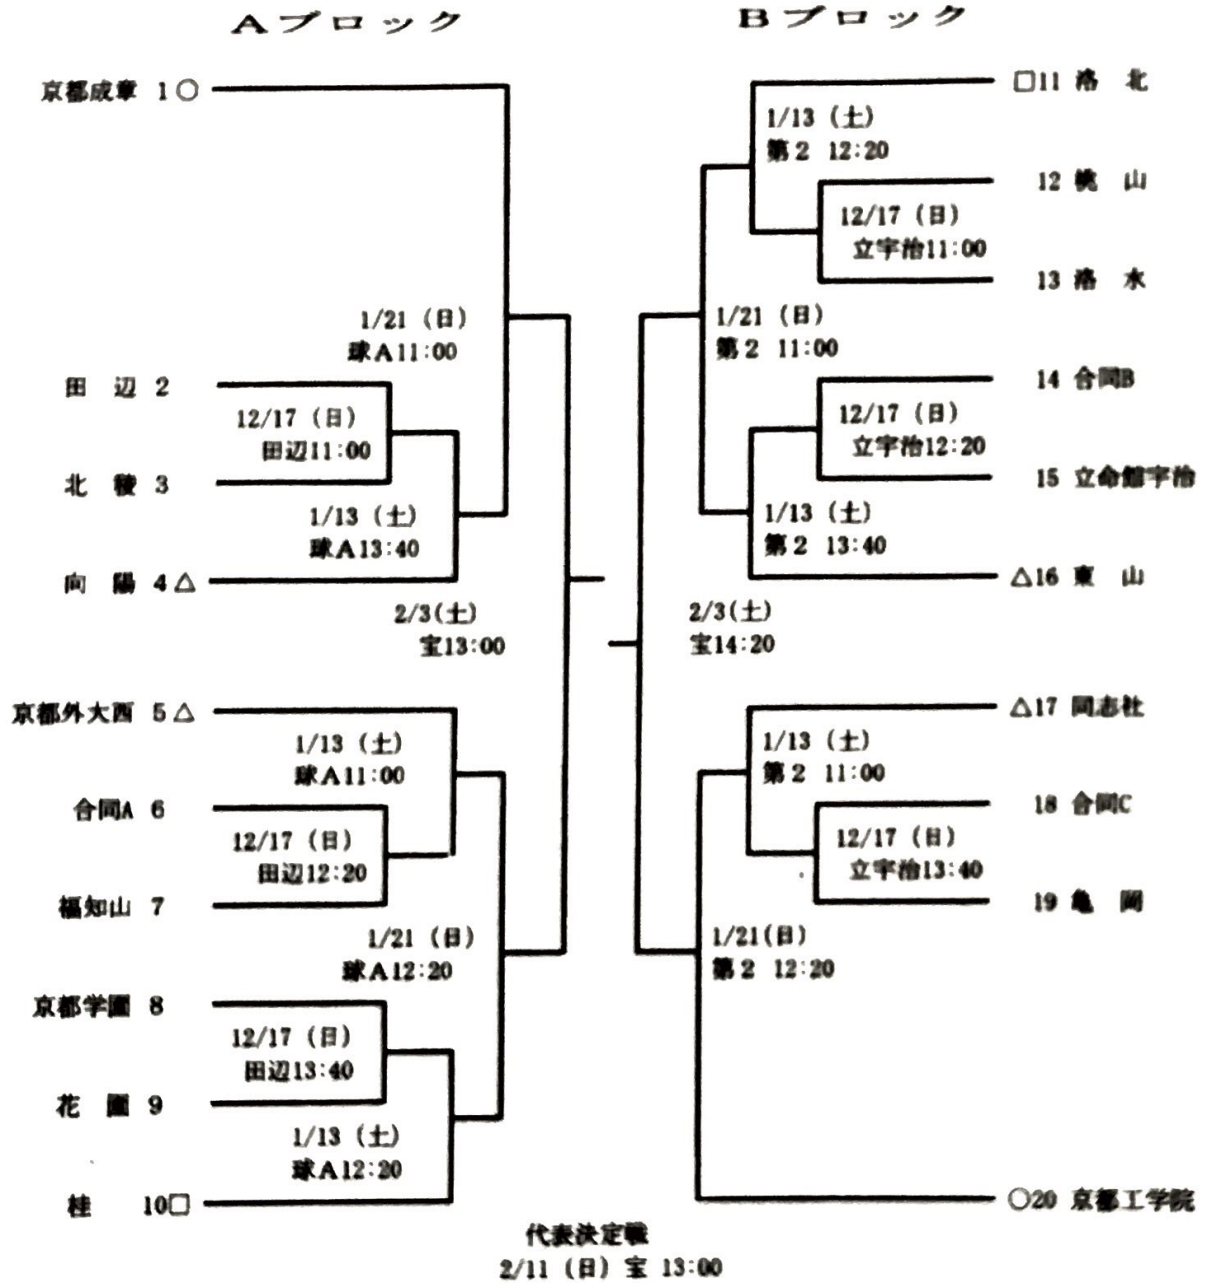 Aブロック
京都成章 1○
1/21 (日)
球A11:00
田 辺 2
12/17 (日)
田辺11:00
北 稜 3
1/13 (土)
球A13:40
向 陽 4△
2/3(土)
宝13:00
京都外大西 5△
1/13 (土)
球A11:00
合同A 6
12/17 (日)
田辺12:20
福知山 7
1/21 (日)
球A12:20
京都学園 8
12/17 (日)
田辺13:40
花 園 9
1/13 (土)
球A12:20
桂 10□
Bブロック
□11 洛 北
1/13 (土)
第2 12:20
12 桃 山
12/17 (日)
立宇治11:00
13 洛 水
1/21 (日)
第2 11:00
14 合同B
12/17 (日)
立宇治12:20
15 立命館宇治
1/13 (土)
第2 13:40
△16 東 山
2/3(土)
宝14:20
△17 同志社
1/13 (土)
第2 11:00
18 合同C
12/17 (日)
立宇治13:40
19 亀 岡
1/21(日)
第2 12:20
○20 京都工学院
代表決定戦
2/11 (日) 宝 13:00